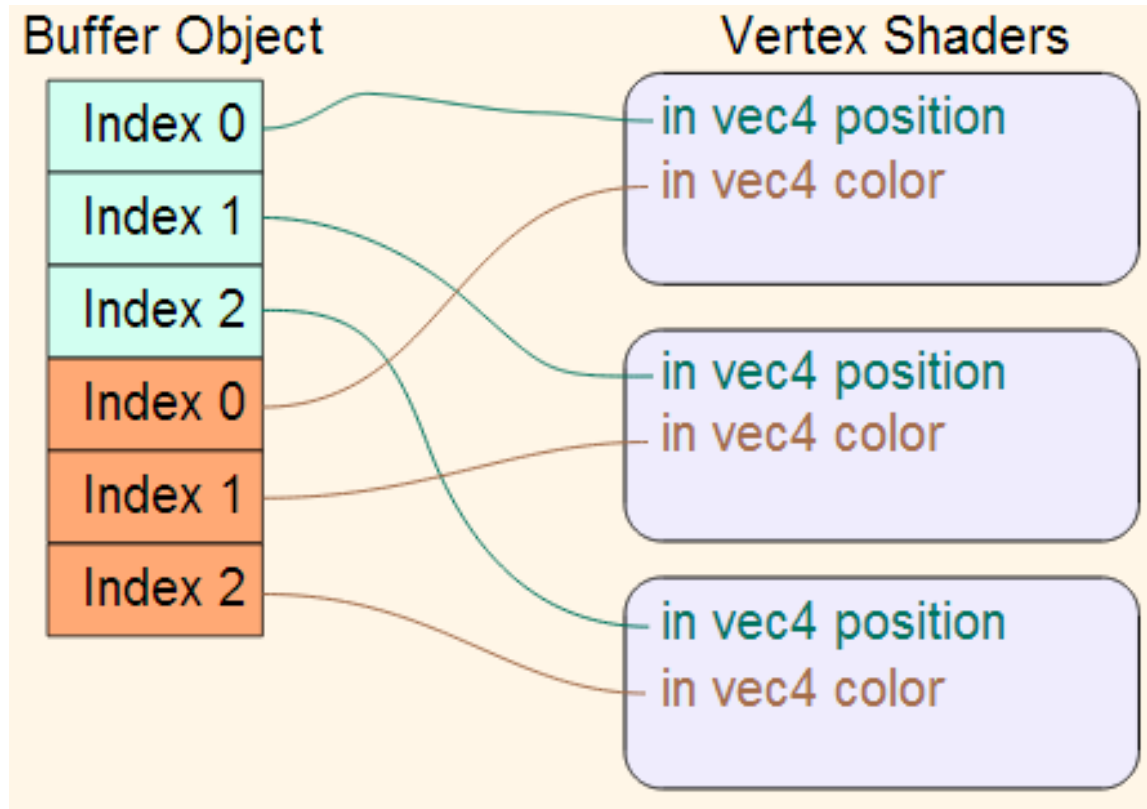 Buffer Object
Index 0
Index 1
Index 2
Index 0
Index 1
Index 2
Vertex Shaders
in vec4 position
in vec4 color
in vec4 position
in vec4 color
in vec4 position
in vec4 color